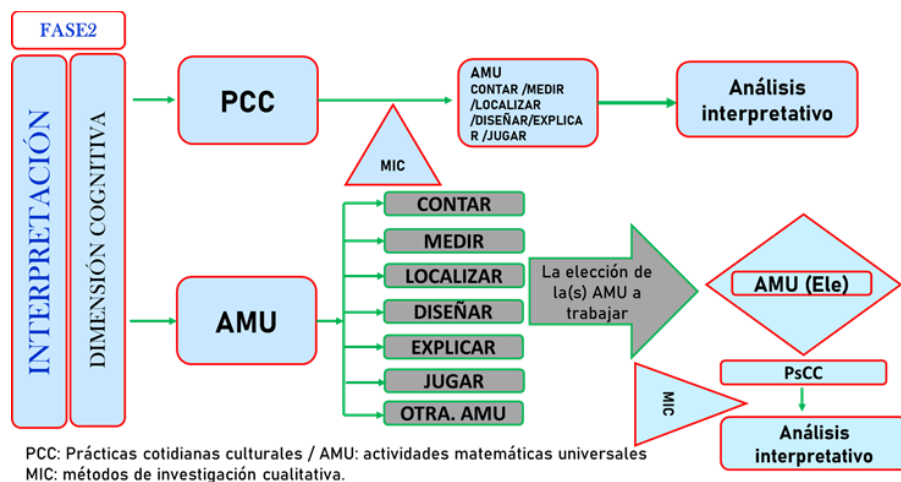 FASE2
INTERPRETACIÓN
DIMENSIÓN COGNITIVA
PCC
MIC
AMU
CONTAR /MEDIR
/LOCALIZAR
/DISEÑAR/EXPLICA
R /JUGAR
Análisis
interpretativo
AMU
CONTAR
MEDIR
LOCALIZAR
DISEÑAR
EXPLICAR
JUGAR
OTRA. AMU
La elección de
la(s) AMU a
trabajar
AMU (Ele)
PsCC
MIC
Análisis
interpretativo
PCC: Prácticas cotidianas culturales / AMU: actividades matemáticas universales
MIC: métodos de investigación cualitativa.